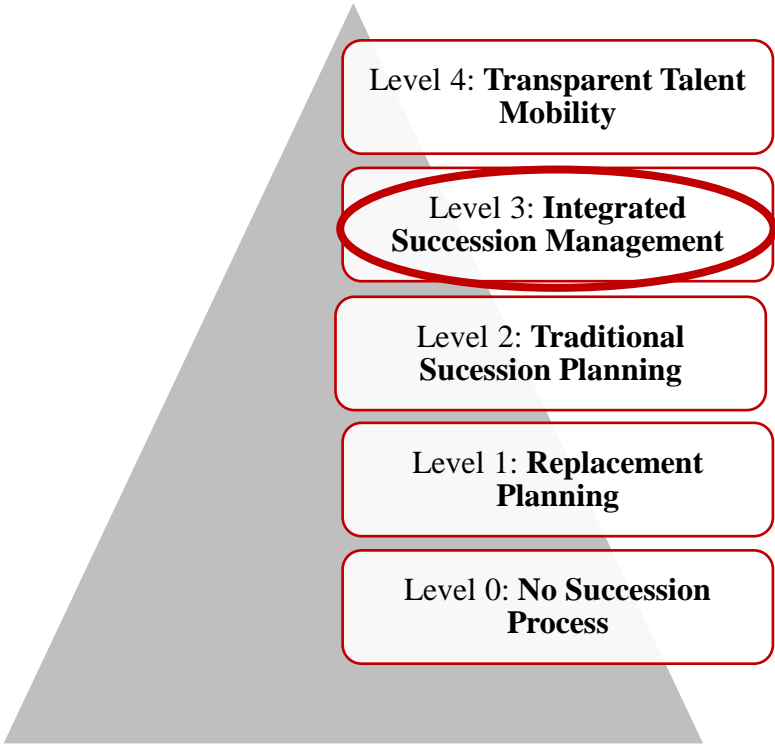 Level 4: Transparent Talent
Mobility
Level 3: Integrated
Succession Management
Level 2: Traditional
Sucession Planning
Level 1: Replacement
Planning
Level 0: No Succession
Process